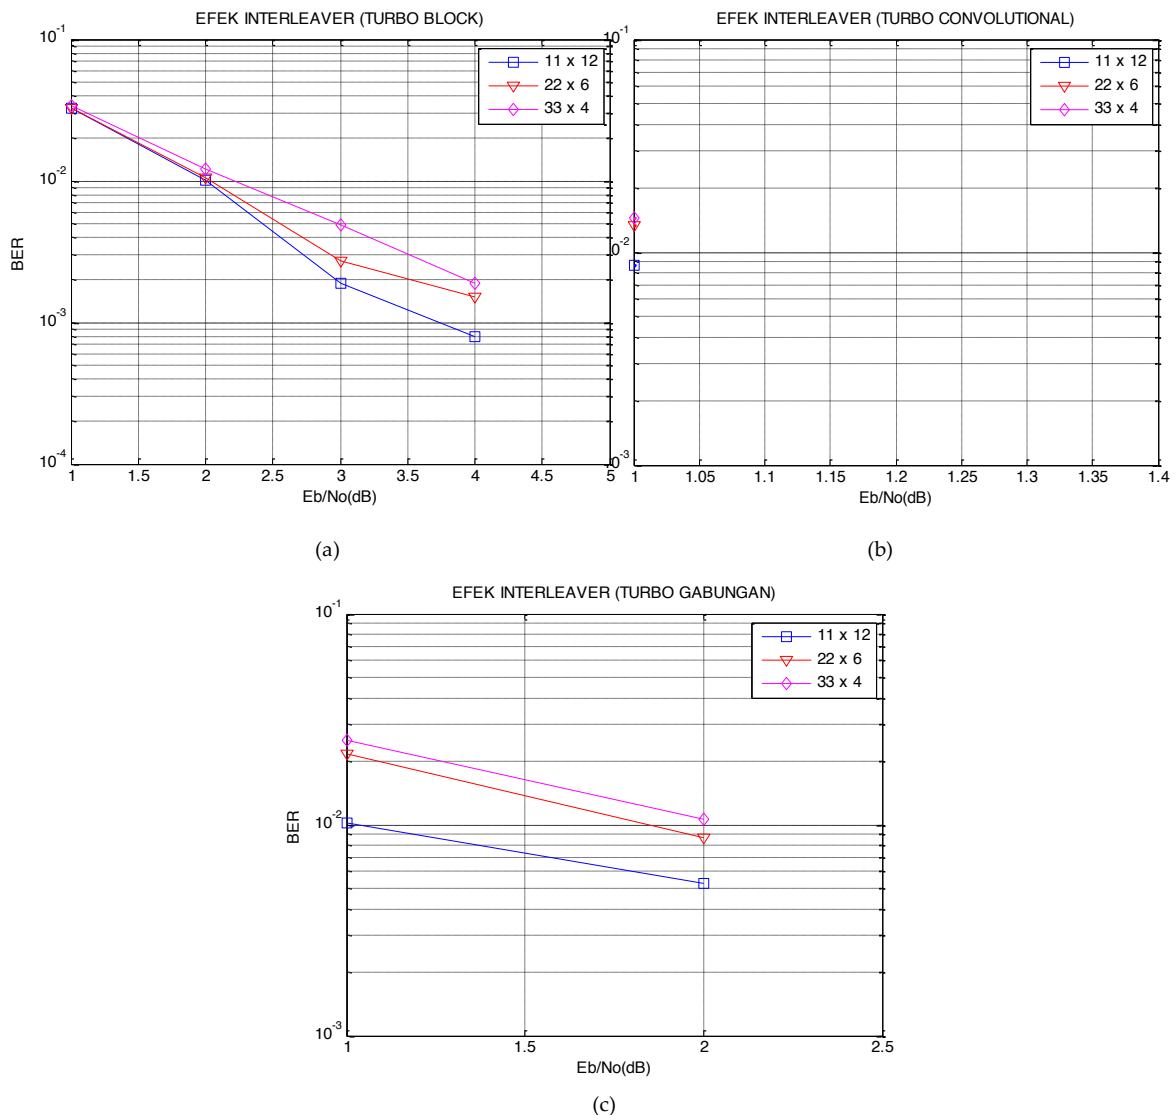 EFEK INTERLEAVER (TURBO BLOCK)
10-1
10-2
10-3
10-4
BER
11 x 12
22 x 6
33 x 4
1 1.5 2 2.5 3 3.5 4 4.5 5
Eb/No(dB)
(a)
EFEK INTERLEAVER (TURBO CONVOLUTIONAL)
10-1
10-2
10-3
11 x 12
22 x 6
33 x 4
1 1.05 1.1 1.15 1.2 1.25 1.3 1.35 1.4
Eb/No(dB)
(b)
EFEK INTERLEAVER (TURBO GABUNGAN)
10-1
10-2
10-3
BER
11 x 12
22 x 6
33 x 4
1 1.5 2 2.5
Eb/No(dB)
(c)